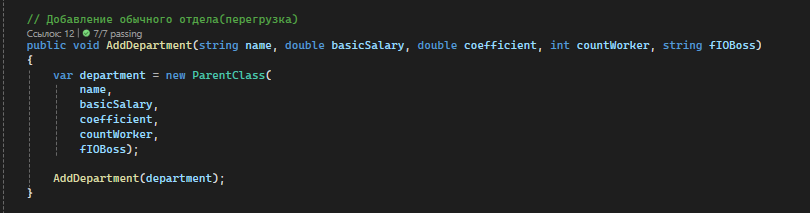 // Добавление обычного отдела(перегрузка)
Ссылок: 12 | 7/7 passing
public void AddDepartment(string name, double basicSalary, double coefficient, int countWorker, string fIOBoss)
{
var department = new ParentClass(
name,
basicSalary,
coefficient,
countWorker,
fIOBoss);
AddDepartment(department);
}